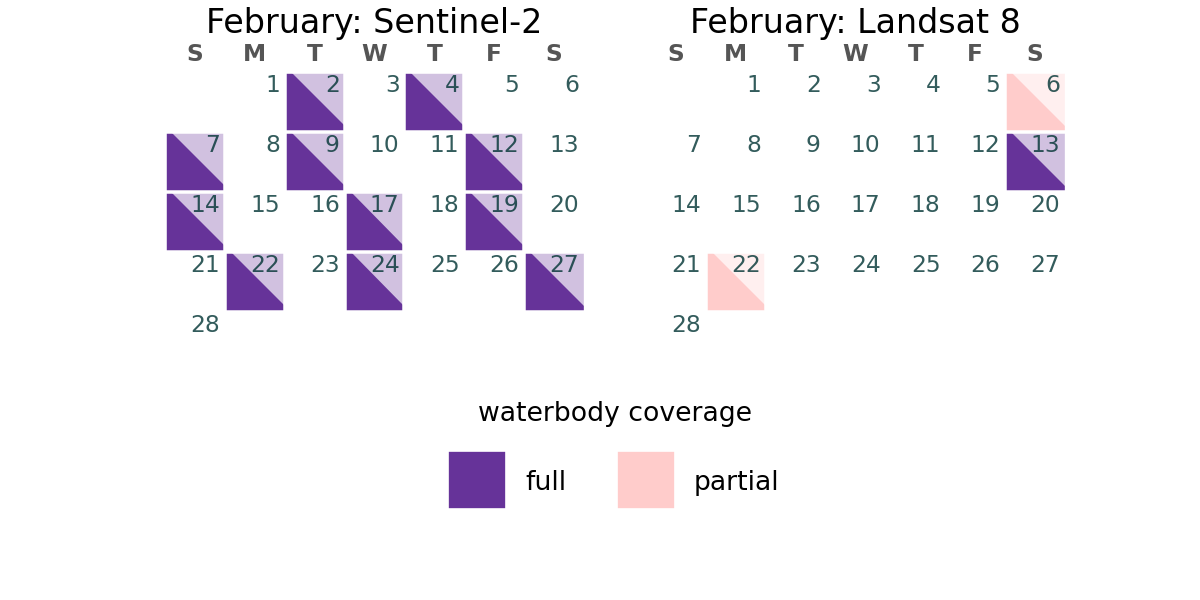 February: Sentinel-2
S M T W T F S
1 2 3 4 5 6
7 8 9 10 11 12 13
14 15 16 17 18 19 20
21 22 23 24 25 26 27
28
February: Landsat 8
S M T W T F S
1 2 3 4 5 6
7 8 9 10 11 12 13
14 15 16 17 18 19 20
21 22 23 24 25 26 27
28
waterbody coverage
full
partial